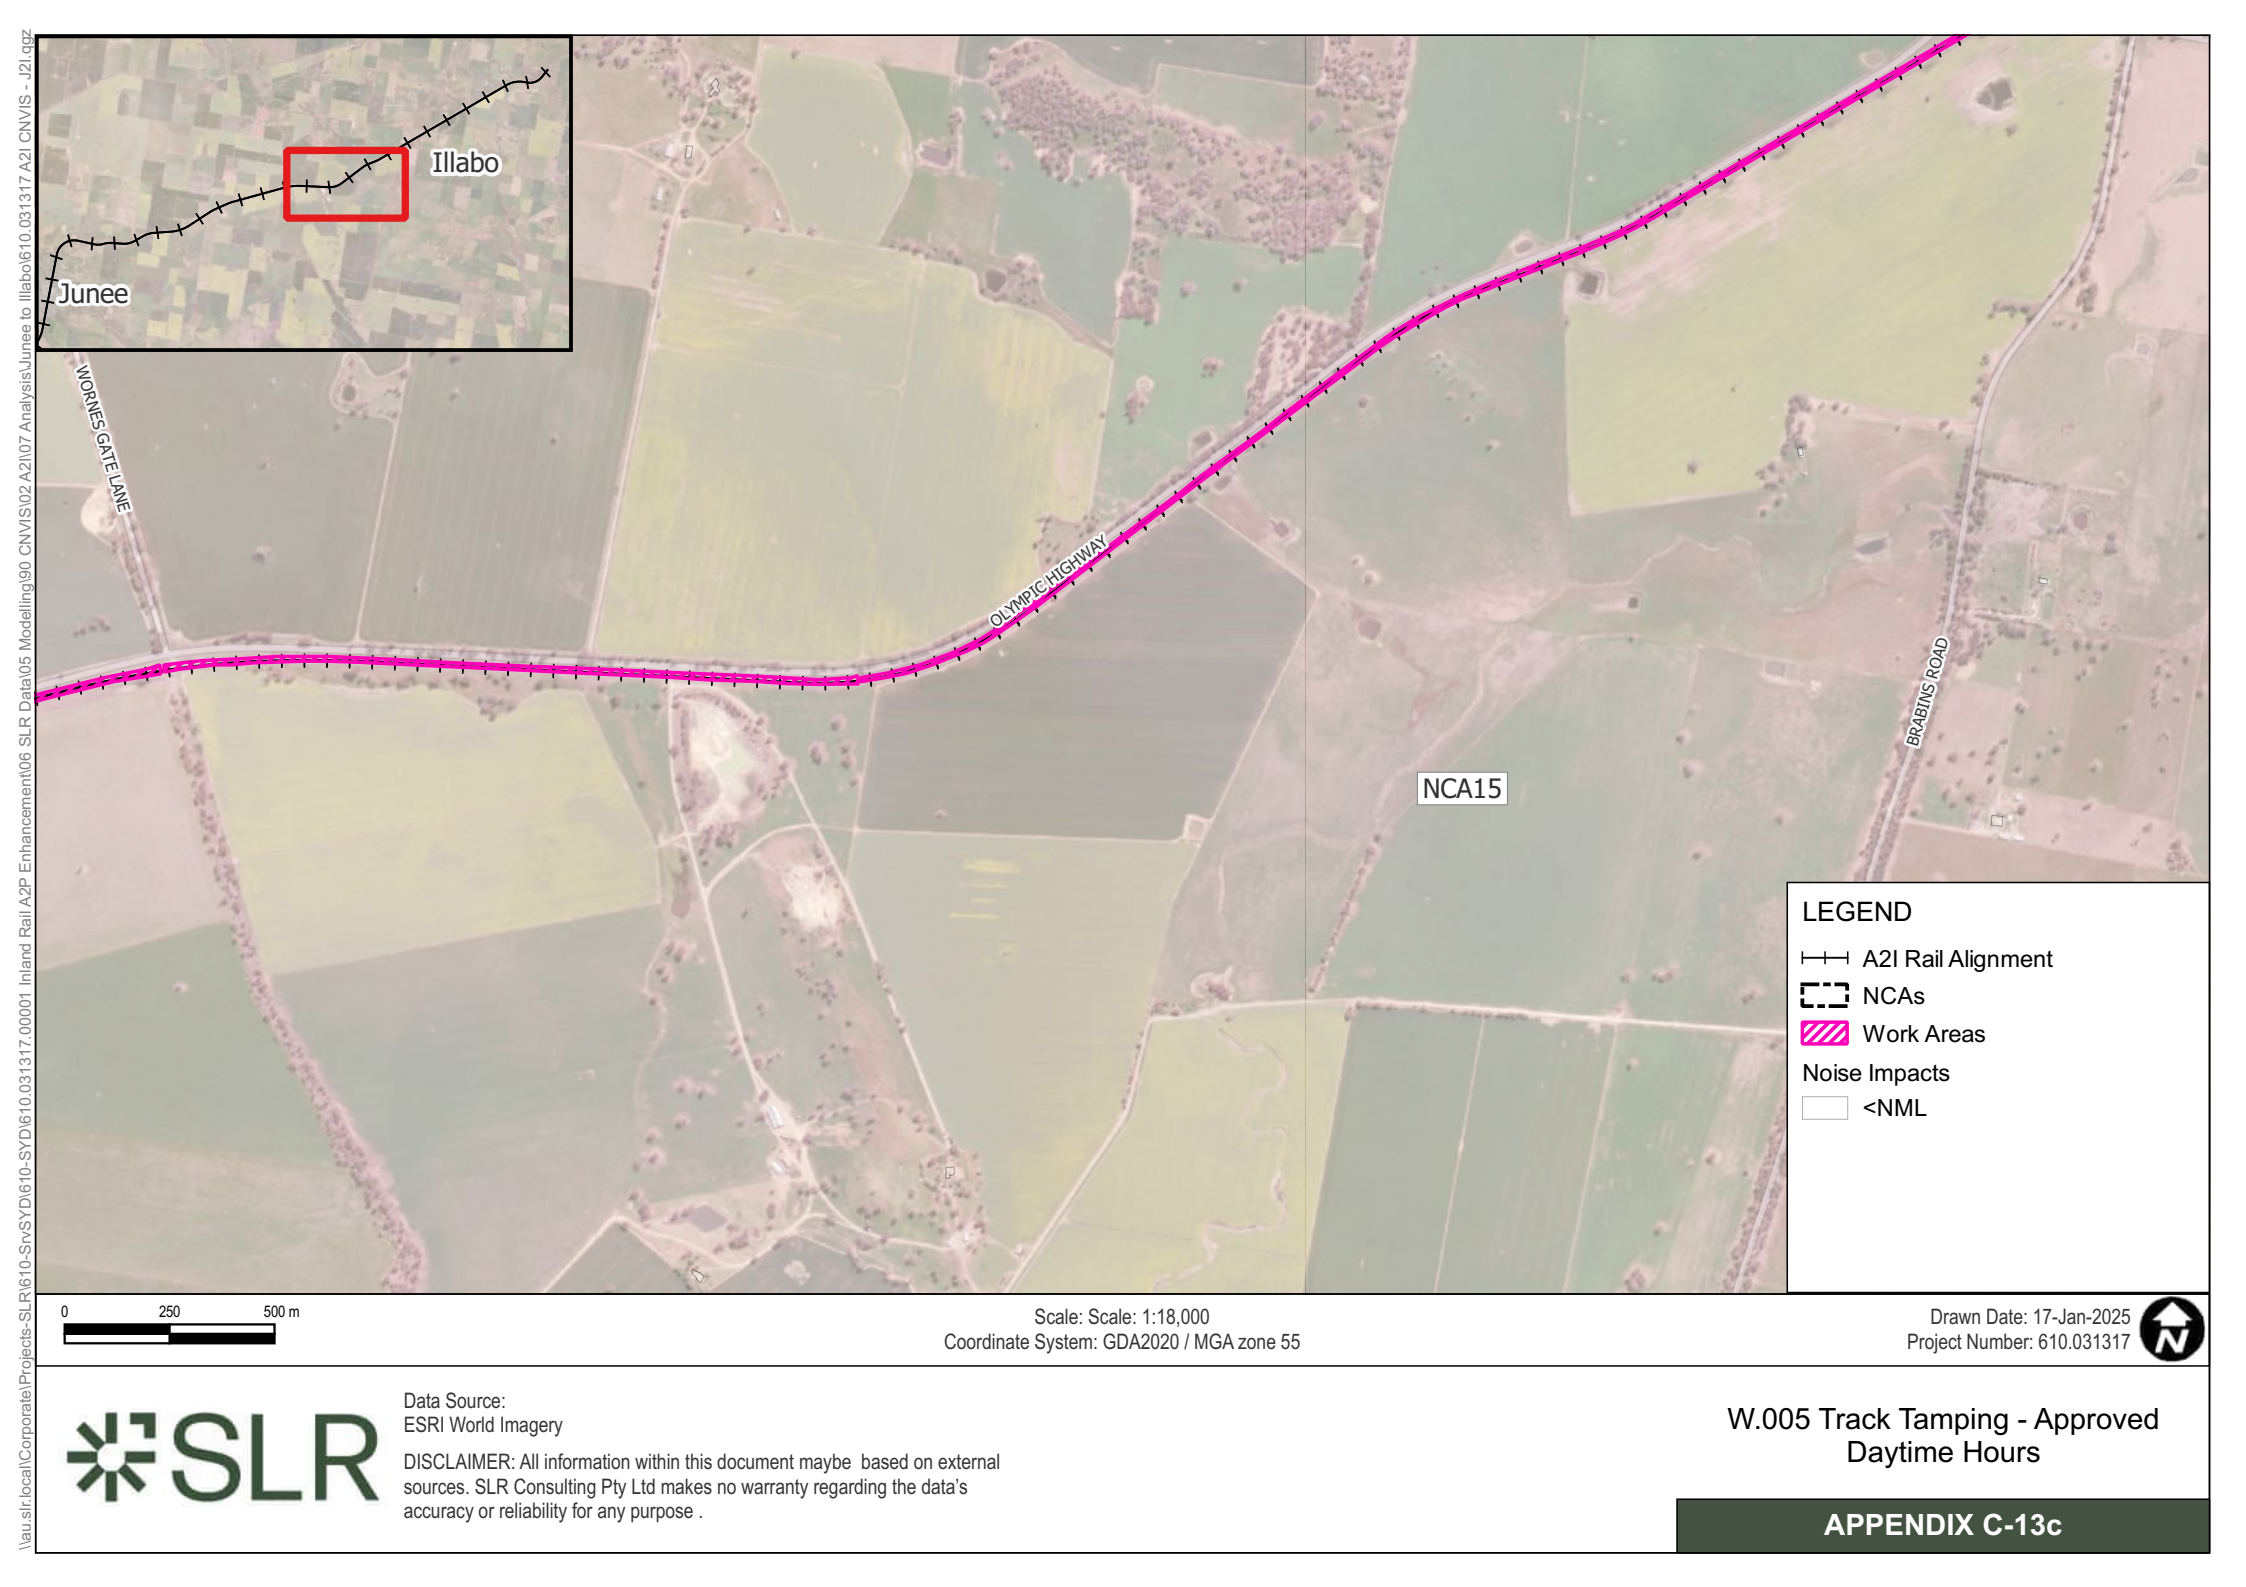 \\au.slr.local\Corporate\Projects-SLR\610-SrvSYD\610-SYD\610.031317.00001 Inland Rail A2P Enhancement\06 SLR Data\05 Modelling\90 CNVIS\02 A2I\07 Analysis\Junee to Illabo\610.031317 A2I CNVIS - J2I.qgz
Illabo
Junee
WORNES GATE LANE
OLYMPIC HIGHWAY
BRABINS ROAD
NCA15
LEGEND
A2I Rail Alignment
NCAs
Work Areas
Noise Impacts
<NML
0 250 500 m
Scale: Scale: 1:18,000
Coordinate System: GDA2020 / MGA zone 55
Drawn Date: 17-Jan-2025
Project Number: 610.031317
N
SLR
Data Source:
ESRI World Imagery
DISCLAIMER: All information within this document maybe based on external
sources. SLR Consulting Pty Ltd makes no warranty regarding the data's
accuracy or reliability for any purpose .
W.005 Track Tamping - Approved
Daytime Hours
APPENDIX C-13c